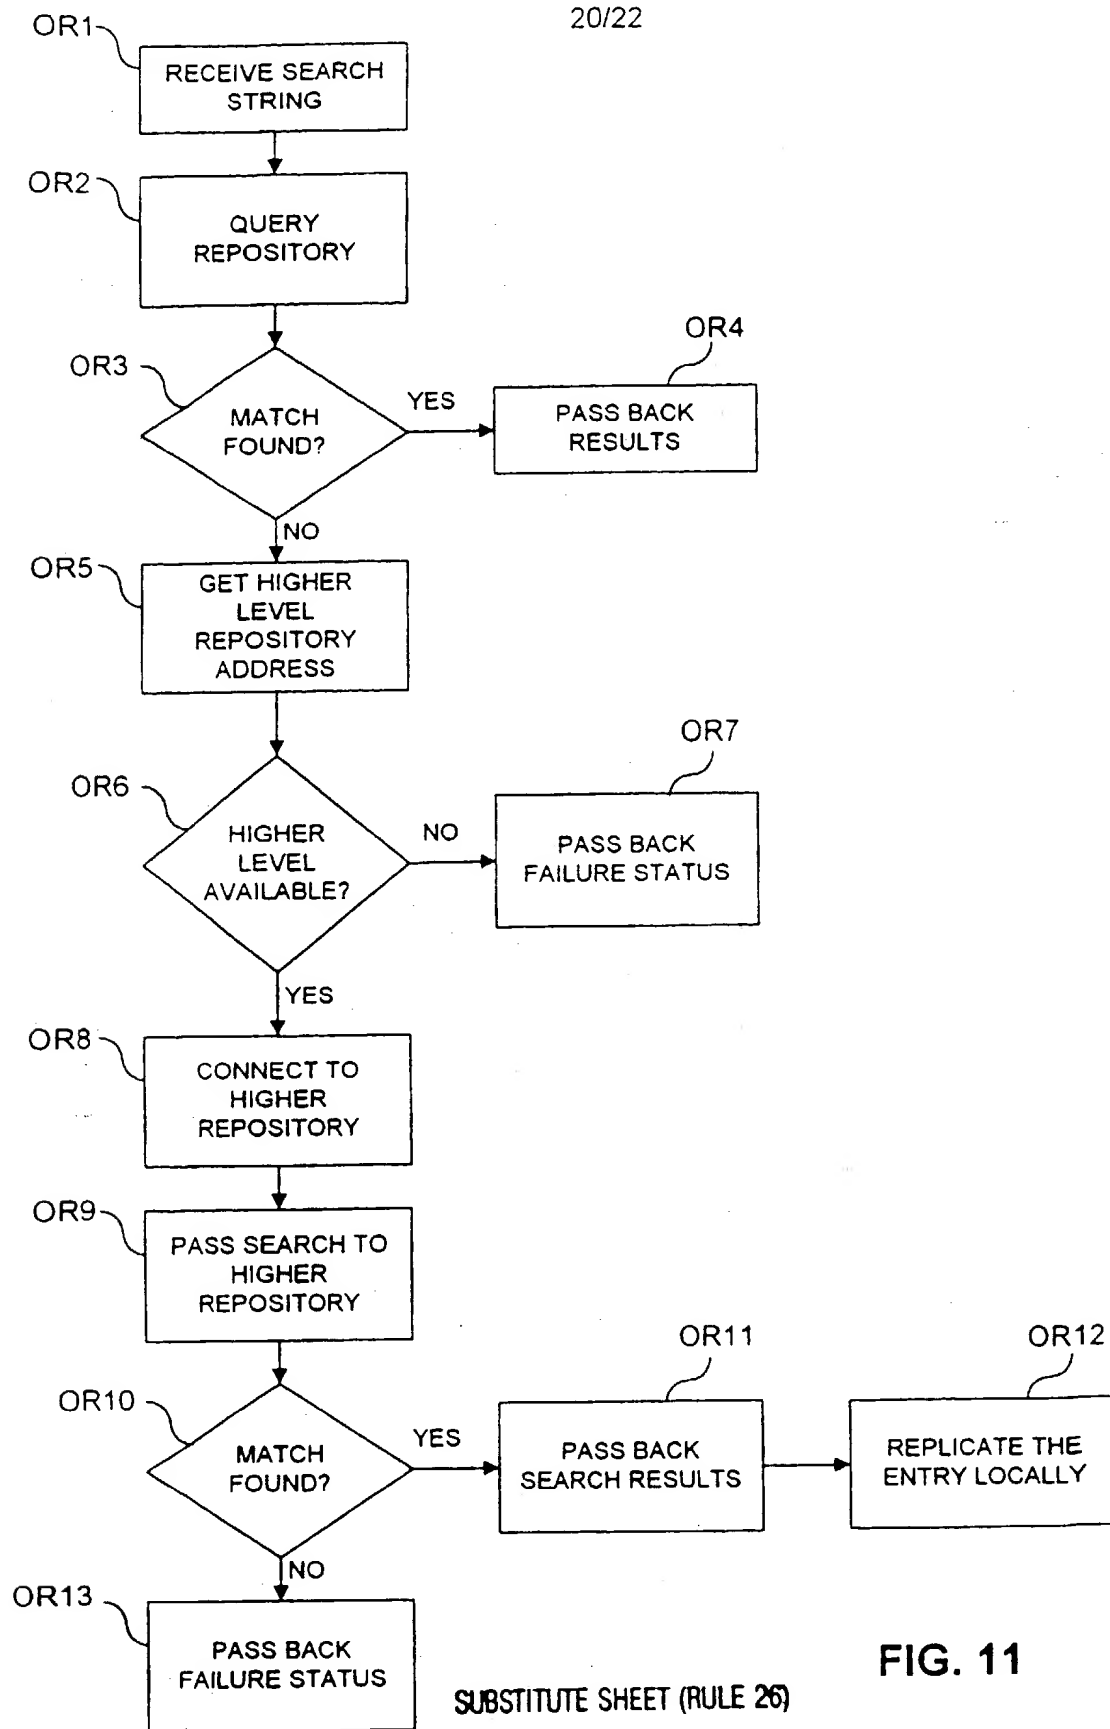 20/22
OR1
RECEIVE SEARCH
STRING
OR2
QUERY
REPOSITORY
OR3
MATCH
FOUND?
YES
OR4
PASS BACK
RESULTS
NO
OR5
GET HIGHER
LEVEL
REPOSITORY
ADDRESS
OR6
HIGHER
LEVEL
AVAILABLE?
NO
OR7
PASS BACK
FAILURE STATUS
YES
OR8
CONNECT TO
HIGHER
REPOSITORY
OR9
PASS SEARCH TO
HIGHER
REPOSITORY
OR10
MATCH
FOUND?
YES
OR11
PASS BACK
SEARCH RESULTS
OR12
REPLICATE THE
ENTRY LOCALLY
NO
OR13
PASS BACK
FAILURE STATUS
FIG. 11
SUBSTITUTE SHEET (RULE 26)